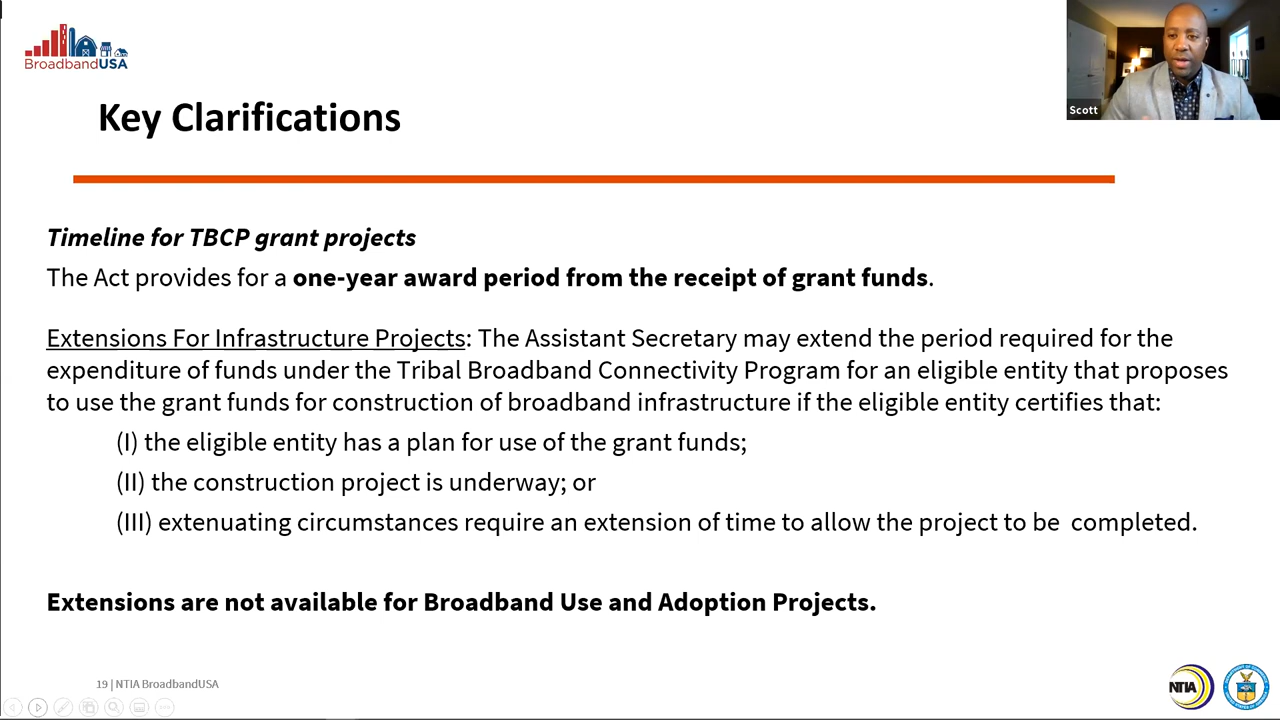 BroadbandUSA
Scott
Key Clarifications
Timeline for TBCP grant projects
The Act provides for a one-year award period from the receipt of grant funds.
Extensions For Infrastructure Projects: The Assistant Secretary may extend the period required for the
expenditure of funds under the Tribal Broadband Connectivity Program for an eligible entity that proposes
to use the grant funds for construction of broadband infrastructure if the eligible entity certifies that:
(I) the eligible entity has a plan for use of the grant funds;
(II) the construction project is underway; or
(III) extenuating circumstances require an extension of time to allow the project to be completed.
Extensions are not available for Broadband Use and Adoption Projects.
19 | NTIA BroadbandUSA
NTIA